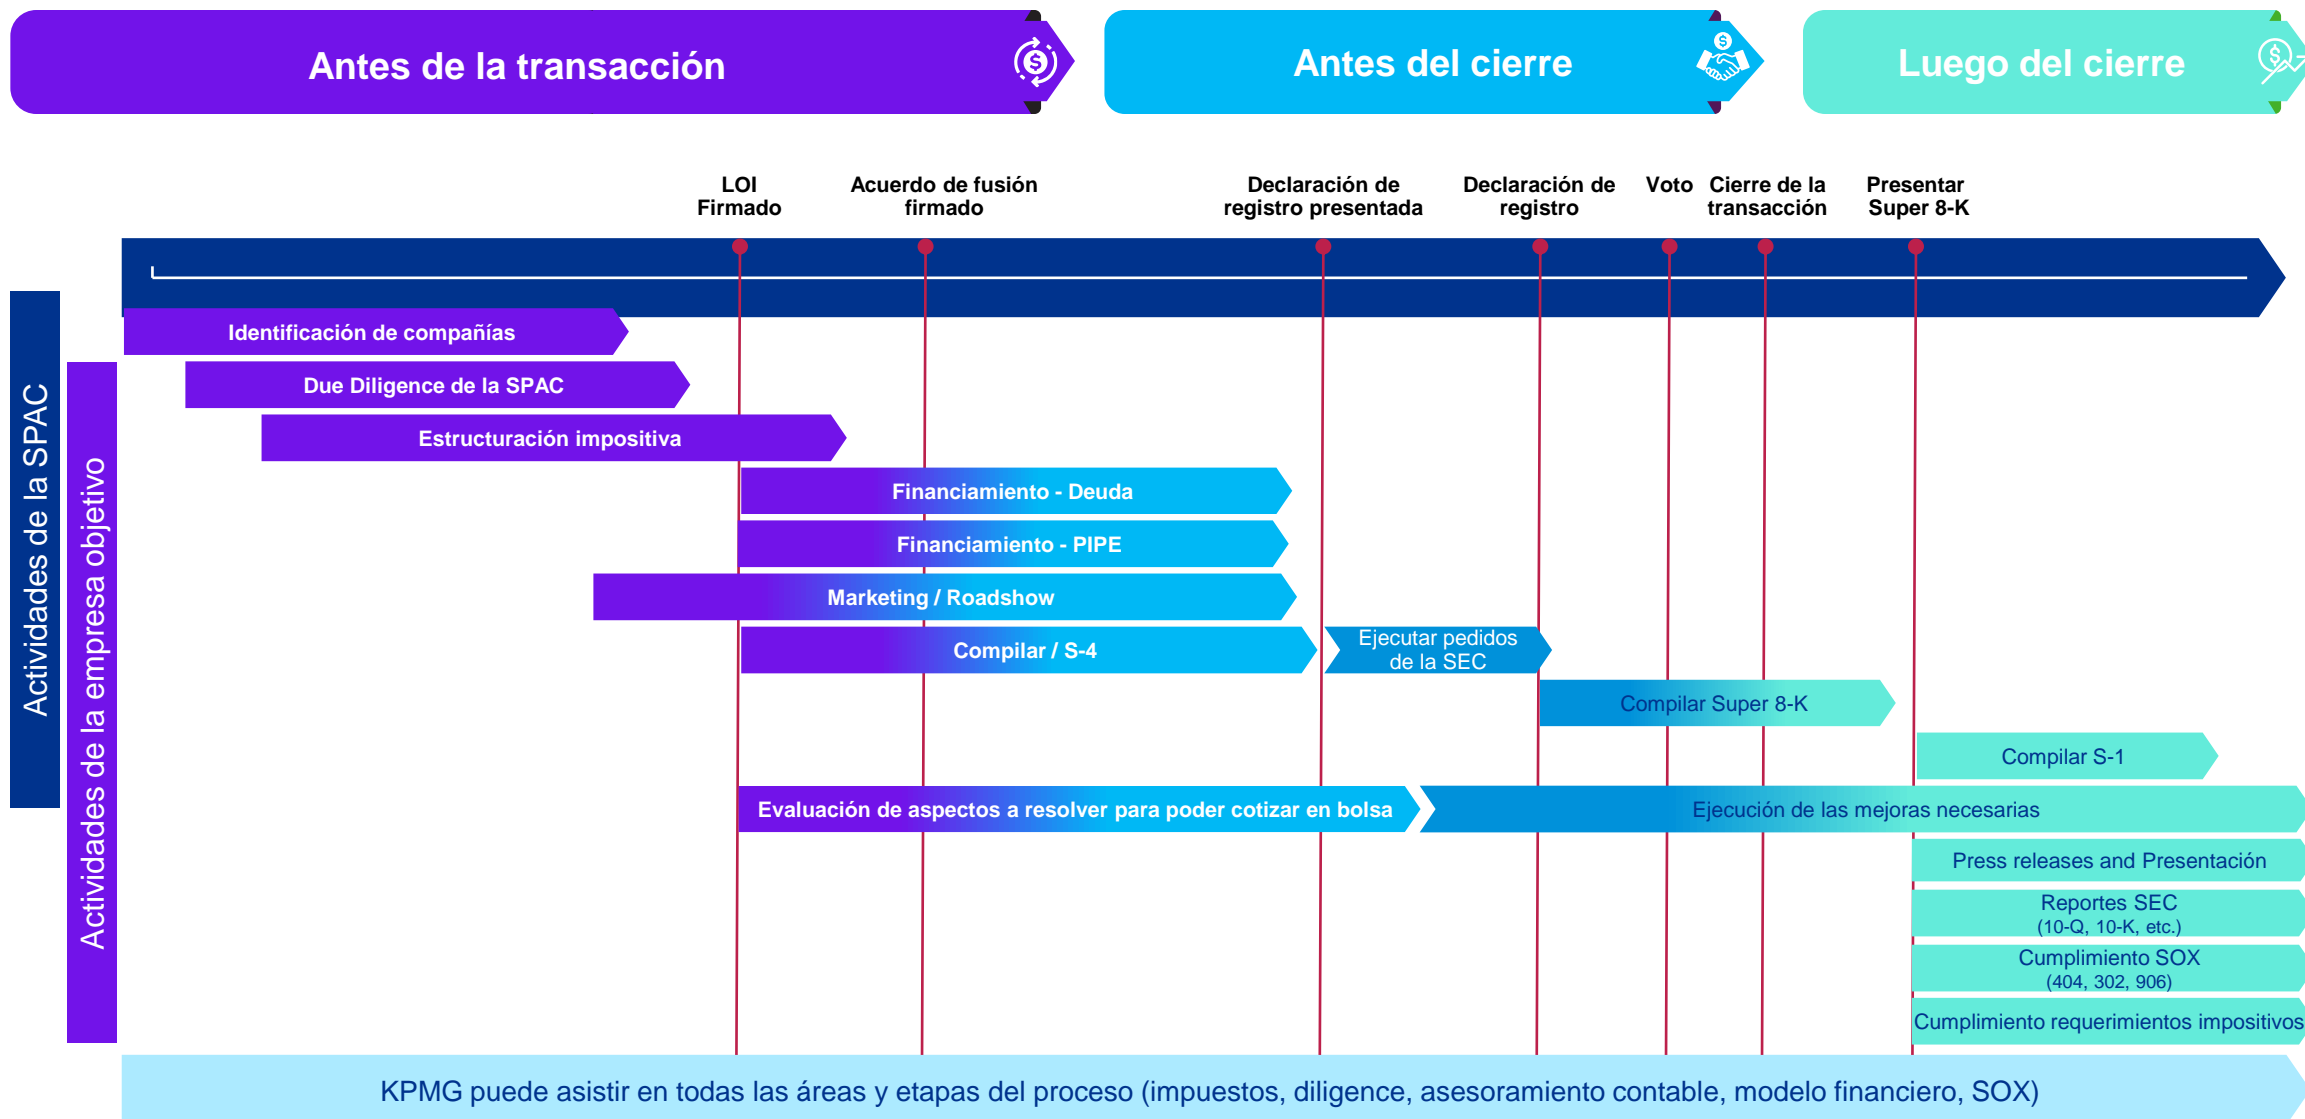 Antes de la transacción
Antes del cierre
Luego del cierre
LOI
Firmado
Acuerdo de fusión
firmado
Declaración de
registro presentada
Declaración de
registro
Voto
Cierre de la
transacción
Presentar
Super 8-K
Actividades de la SPAC
Actividades de la empresa objetivo
Identificación de compañías
Due Diligence de la SPAC
Estructuración impositiva
Financiamiento - Deuda
Financiamiento - PIPE
Marketing / Roadshow
Compilar / S-4
Ejecutar pedidos
de la SEC
Compilar Super 8-K
Compilar S-1
Evaluación de aspectos a resolver para poder cotizar en bolsa
Ejecución de las mejoras necesarias
Press releases and Presentación
Reportes SEC
(10-Q, 10-K, etc.)
Cumplimiento SOX
(404, 302, 906)
Cumplimiento requerimientos impositivos
KPMG puede asistir en todas las áreas y etapas del proceso (impuestos, diligence, asesoramiento contable, modelo financiero, SOX)